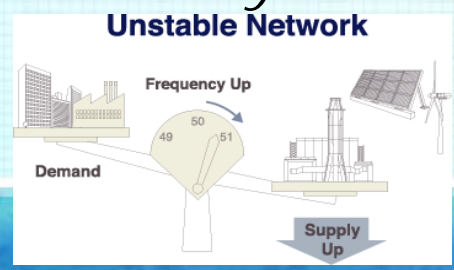 Unstable Network
Frequency Up
49 50 51
Demand
Supply
Up